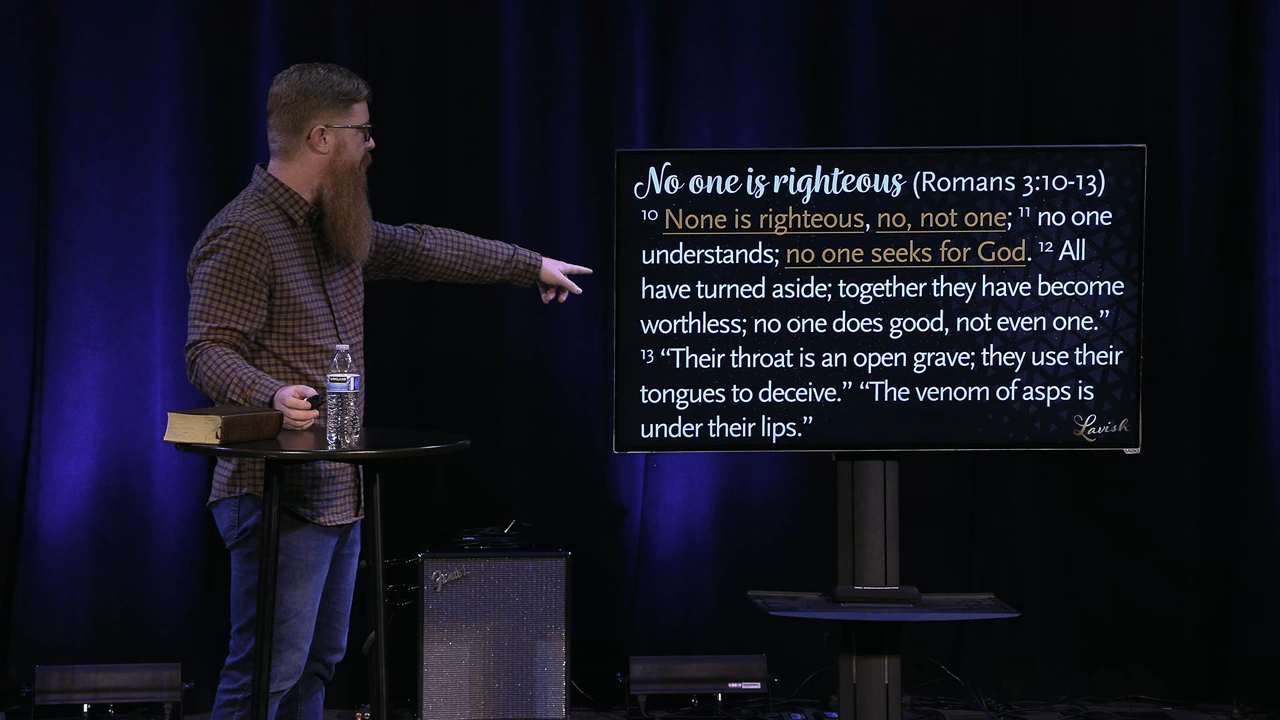 No one is righteous (Romans 3:10-13)
¹⁰ None is righteous, no, not one; ¹¹ no one
understands; no one seeks for God. ¹² All
have turned aside; together they have become
worthless; no one does good, not even one.”
¹³ “Their throat is an open grave; they use their
tongues to deceive.” “The venom of asps is
under their lips.”
Lavish
Fender